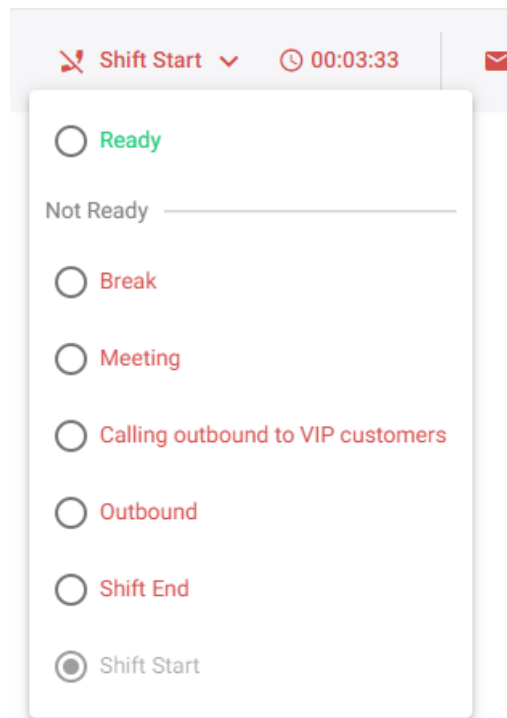 Shift Start 00:03:33
Ready
Not Ready
Break
Meeting
Calling outbound to VIP customers
Outbound
Shift End
Shift Start